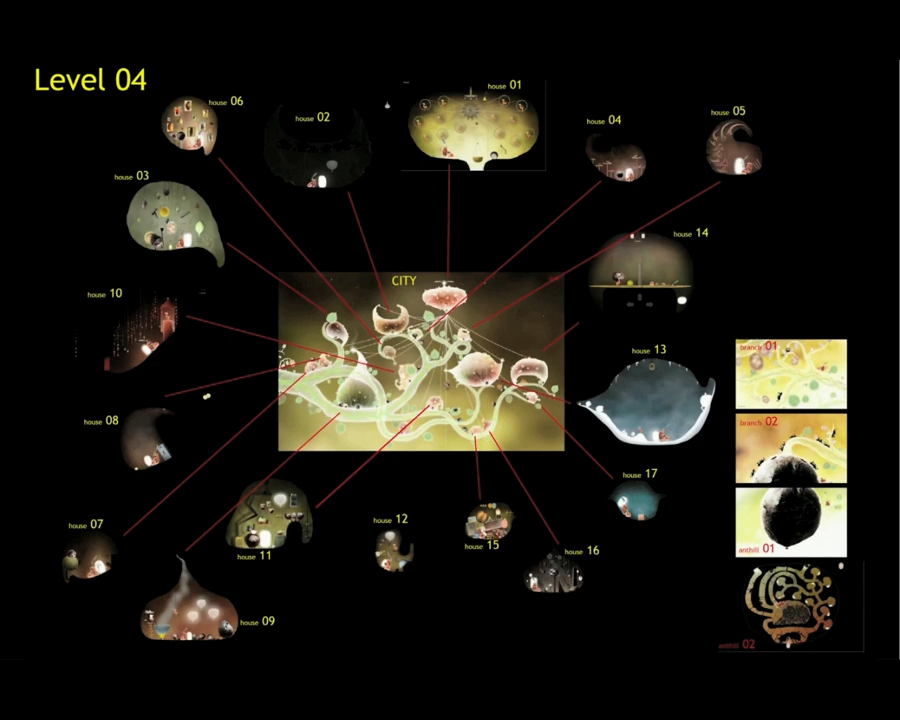 Level 04
house 01
house 06
house 02
house 04
house 05
house 03
house 14
CITY
house 10
house 13
branch 01
house 08
branch 02
house 17
house 07
house 12
house 15
house 11
house 16
anthill 01
house 09
anthill 02